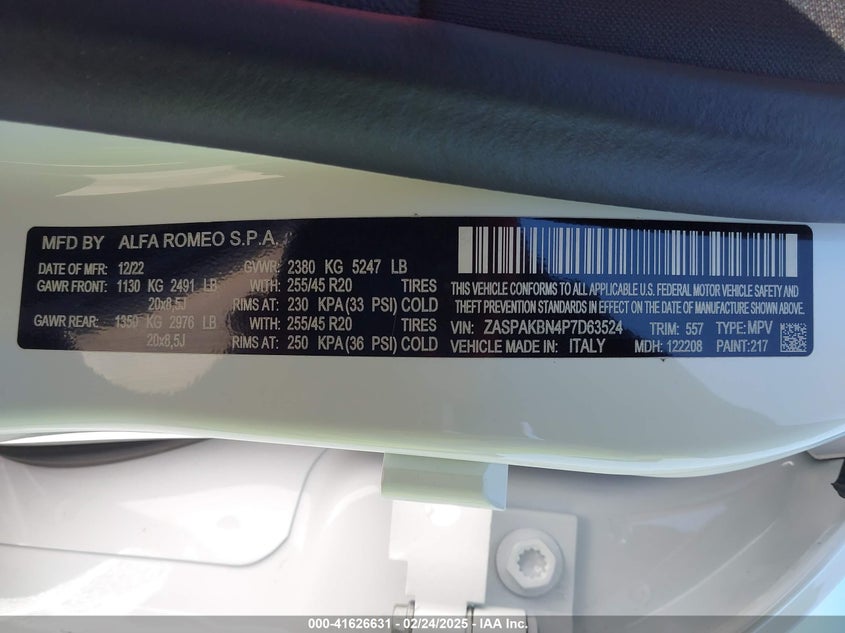 MFD BY ALFA ROMEO S.P.A.
DATE OF MFR: 12/22 GVWR: 2380 KG 5247 LB
GAWR FRONT: 1130 KG 2491 LB WITH: 255/45 R20 TIRES
20x8,5J RIMS AT: 230 KPA (33 PSI) COLD
GAWR REAR: 1350 KG 2976 LB WITH: 255/45 R20 TIRES
20x8,5J RIMS AT: 250 KPA (36 PSI) COLD
THIS VEHICLE CONFORMS TO ALL APPLICABLE U.S. FEDERAL MOTOR VEHICLE SAFETY AND
THEFT PREVENTION STANDARDS IN EFFECT ON THE DATE OF MANUFACTURE SHOWN ABOVE.
VIN: ZASPAKBN4P7D63524 TRIM: 557 TYPE: MPV
VEHICLE MADE IN: ITALY MDH: 122208 PAINT: 217
000-41626631 - 02/24/2025 - IAA Inc.